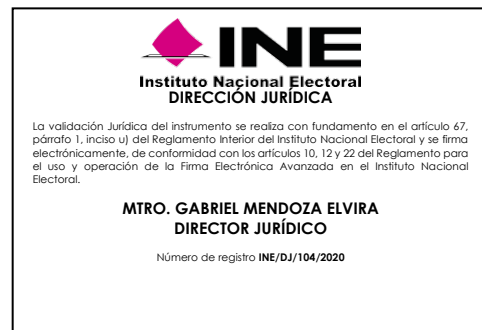 INE
Instituto Nacional Electoral
DIRECCIÓN JURÍDICA
La validación Jurídica del instrumento se realiza con fundamento en el artículo 67,
párrafo 1, inciso u) del Reglamento Interior del Instituto Nacional Electoral y se firma
electrónicamente, de conformidad con los artículos 10, 12 y 22 del Reglamento para
el uso y operación de la Firma Electrónica Avanzada en el Instituto Nacional
Electoral.
MTRO. GABRIEL MENDOZA ELVIRA
DIRECTOR JURÍDICO
Número de registro INE/DJ/104/2020